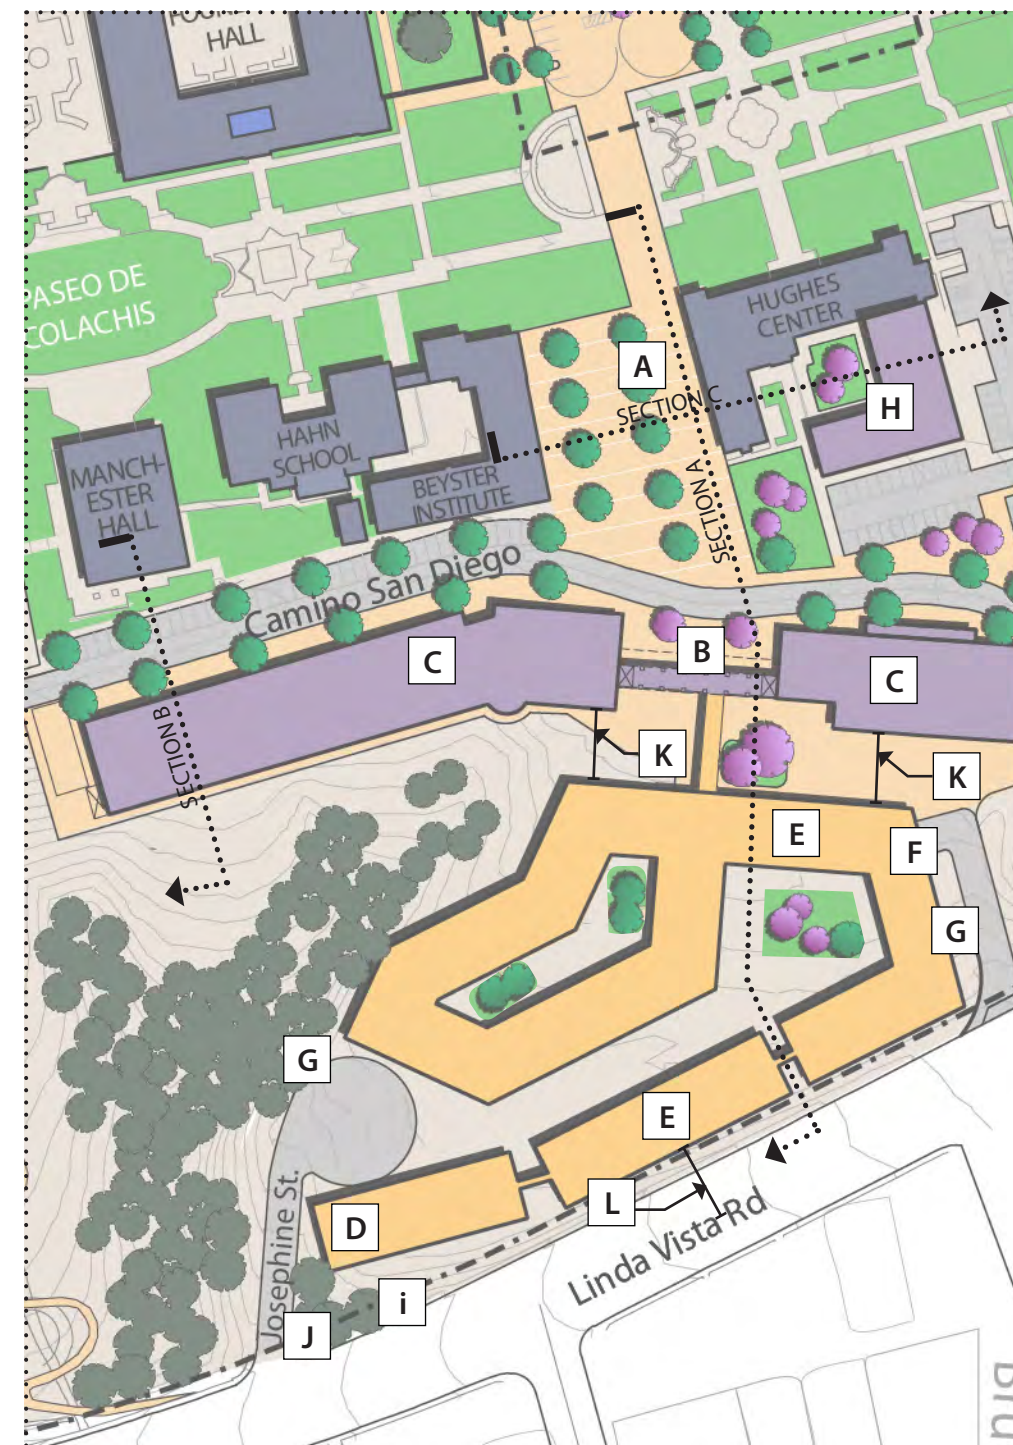 HALL
PASEO DE
COLACHIS
HUGHES
CENTER
A
H
SECTION C
HAHN
SCHOOL
MANCH-
ESTER
HALL
BEYSTER
INSTITUTE
SECTION A
Camino San Diego
B
C
C
SECTION B
K
K
E
F
G
G
E
L
D
Linda Vista Rd
Josephine St.
i
J